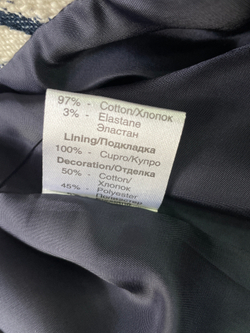 97% - Cotton/Хлопок
3% - Elastane
Эластан
Lining/Подкладка
100% - Cupro/Купро
Decoration/Отделка
50% - Cotton/
Хлопок
45% - Polyester